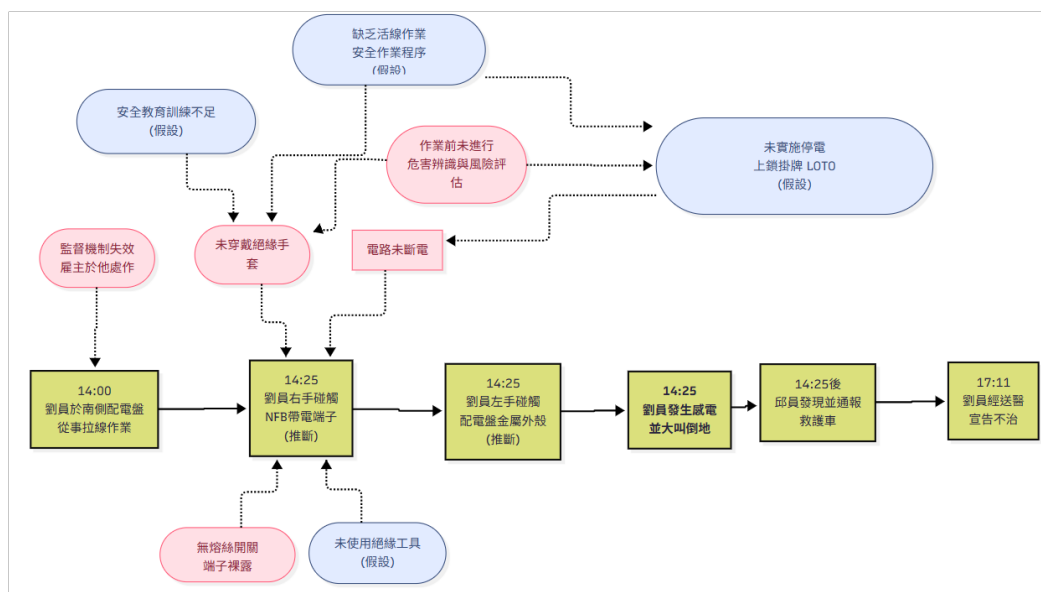 缺乏活線作業
安全作業程序
(假設)
安全教育訓練不足
(假設)
作業前未進行
危害辨識與風險評
估
未實施停電
上鎖掛牌 LOTO
(假設)
監督機制失效
雇主於他處作
未穿戴絕緣手
套
電路未斷電
14:00
劉員於南側配電盤
從事拉線作業
14:25
劉員右手碰觸
NFB帶電端子
(推斷)
14:25
劉員左手碰觸
配電盤金屬外殼
(推斷)
14:25
劉員發生感電
並大叫倒地
14:25後
邱員發現並通報
救護車
17:11
劉員經送醫
宣告不治
無熔絲開關
端子裸露
未使用絕緣工具
(假設)